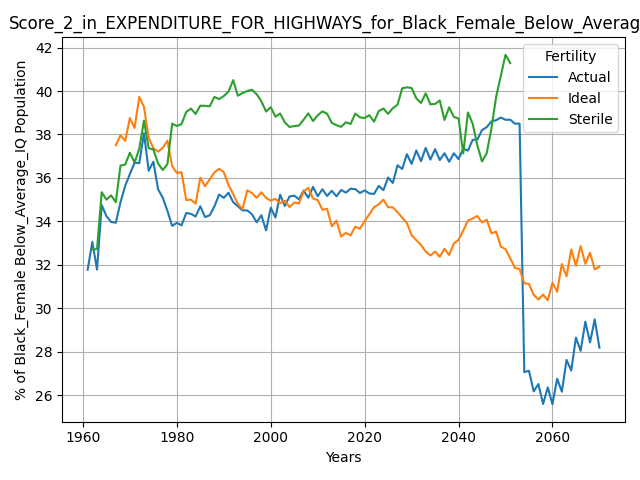 Score_2_in_EXPENDITURE_FOR_HIGHWAYS_for_Black_Female_Below_Averag
% of Black_Female Below_Average_IQ Population
42
40
38
36
34
32
30
28
26
Fertility
Actual
Ideal
Sterile
1960 1980 2000 2020 2040 2060
Years